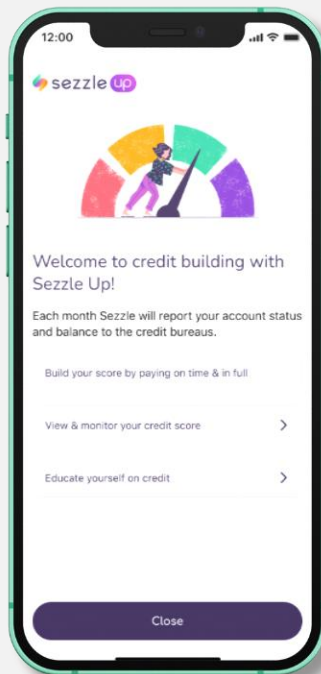 12:00
sezzle up
Welcome to credit building with
Sezzle Up!
Each month Sezzle will report your account status
and balance to the credit bureaus.
Build your score by paying on time & in full
View & monitor your credit score
Educate yourself on credit
Close